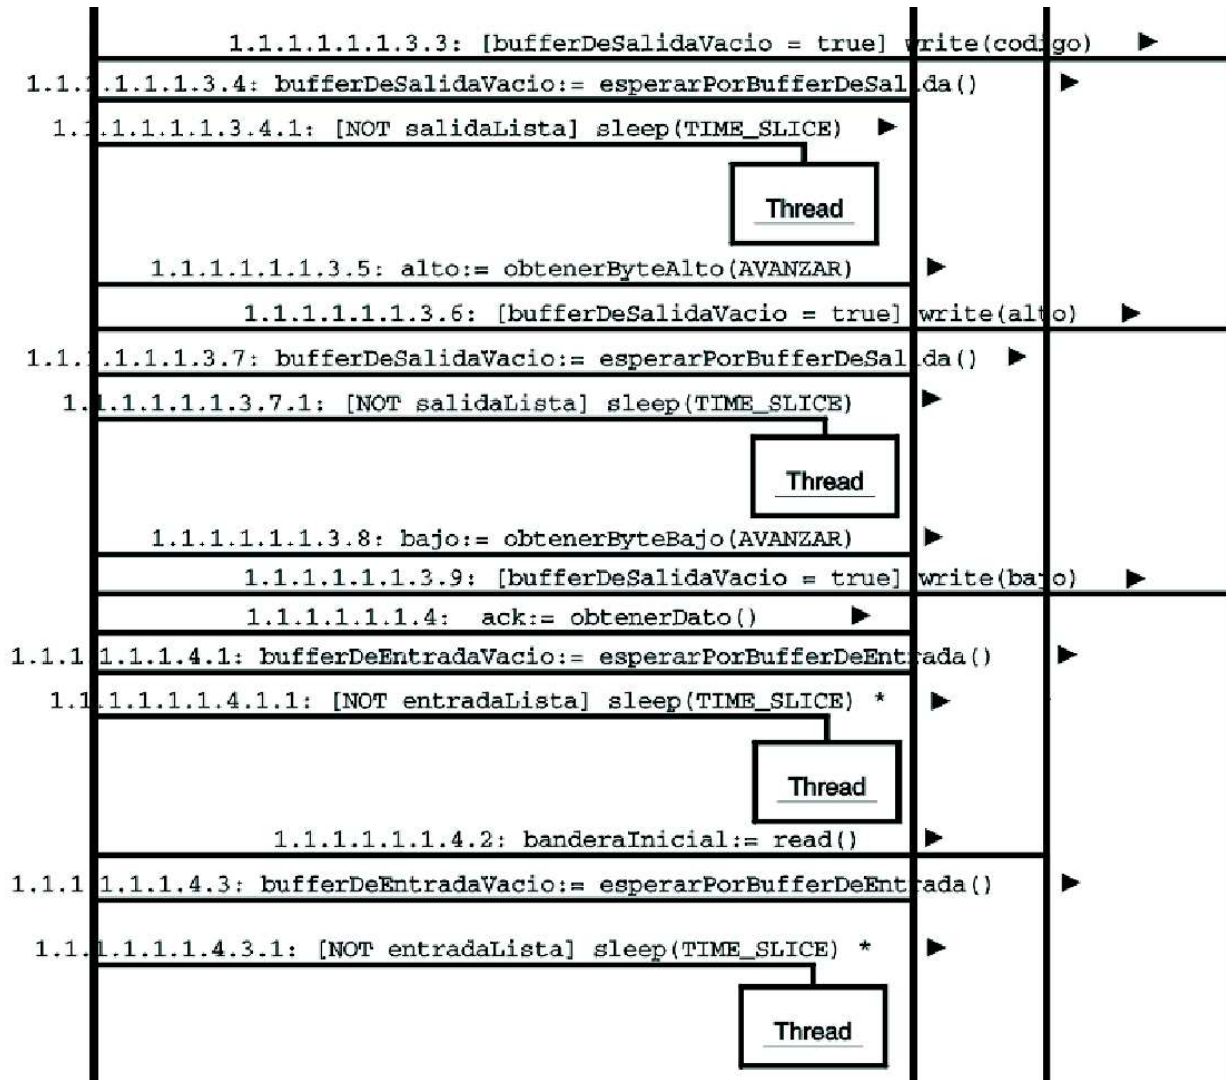 1.1.1.1.1.1.3.3: [bufferDeSalidaVacio = true] write(codigo)
1.1.1.1.1.1.3.4: bufferDeSalidaVacio:= esperarPorBufferDeSalida()
1.1.1.1.1.1.3.4.1: [NOT salidaLista] sleep(TIME_SLICE)
Thread
1.1.1.1.1.1.3.5: alto:= obtenerByteAlto(AVANZAR)
1.1.1.1.1.1.3.6: [bufferDeSalidaVacio = true] write(alto)
1.1.1.1.1.1.3.7: bufferDeSalidaVacio:= esperarPorBufferDeSalida()
1.1.1.1.1.1.3.7.1: [NOT salidaLista] sleep(TIME_SLICE)
Thread
1.1.1.1.1.1.3.8: bajo:= obtenerByteBajo(AVANZAR)
1.1.1.1.1.1.3.9: [bufferDeSalidaVacio = true] write(bajo)
1.1.1.1.1.1.4: ack:= obtenerDato()
1.1.1.1.1.1.4.1: bufferDeEntradaVacio:= esperarPorBufferDeEntrada()
1.1.1.1.1.1.4.1.1: [NOT entradaLista] sleep(TIME_SLICE) *
Thread
1.1.1.1.1.1.4.2: banderaInicial:= read()
1.1.1.1.1.1.4.3: bufferDeEntradaVacio:= esperarPorBufferDeEntrada()
1.1.1.1.1.1.4.3.1: [NOT entradaLista] sleep(TIME_SLICE) *
Thread